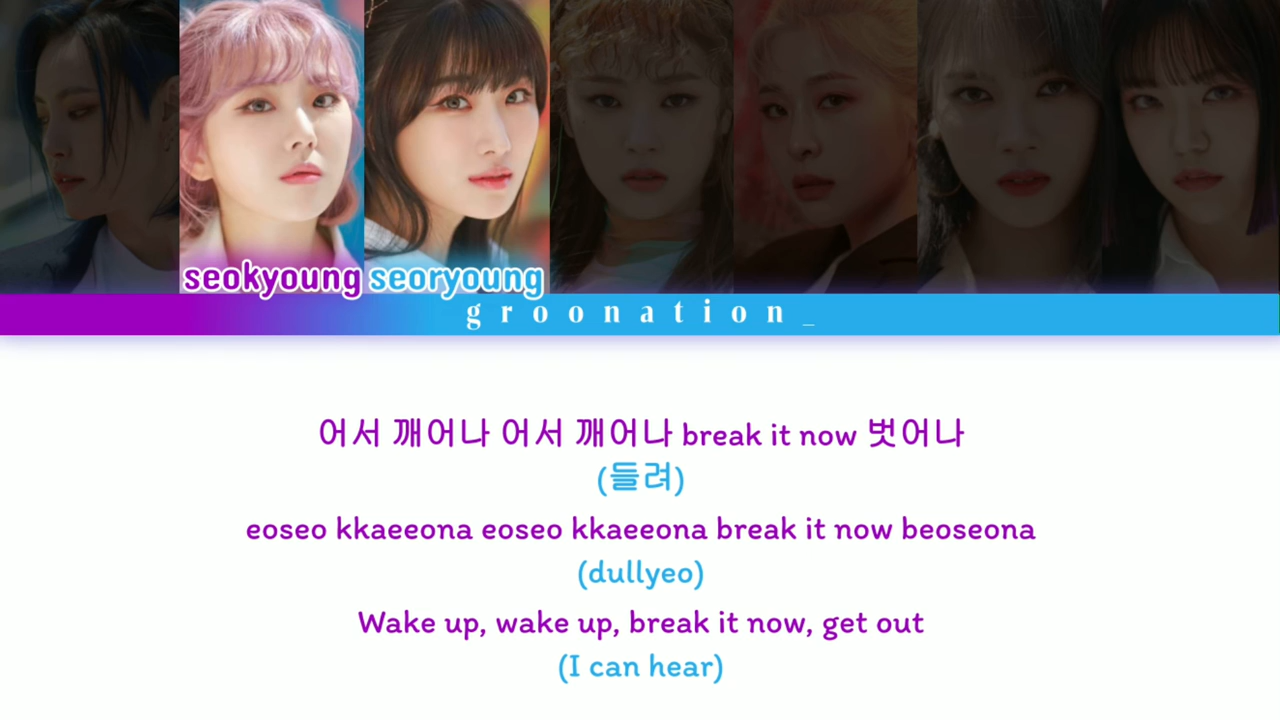 seokyoung seoryoung
groonation_
어서 깨어나 어서 깨어나 break it now 벗어나
(들려)
eoseo kkaeeona eoseo kkaeeona break it now beoseona
(dullyeo)
Wake up, wake up, break it now, get out
(I can hear)